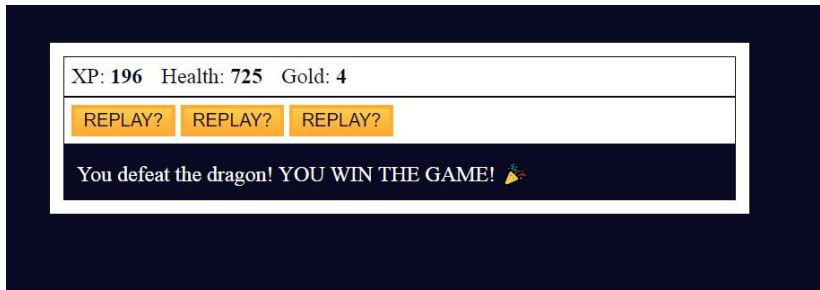 XP: 196 Health: 725 Gold: 4
REPLAY? REPLAY? REPLAY?
You defeat the dragon! YOU WIN THE GAME! 🎉